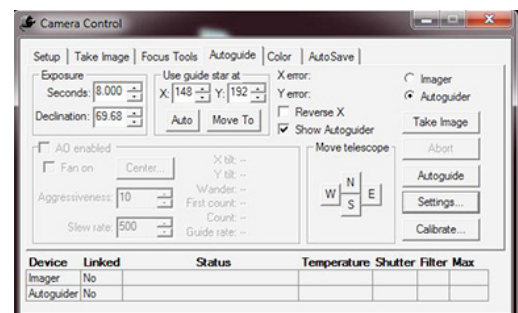 Camera Control
Setup Take Image Focus Tools Autoguide Color AutoSave
Exposure
Seconds: 8.000
Declination: 69.68
Use guide star at
X: 148 Y: 192
Auto Move To
X error:
Y error:
Reverse X
Show Autoguider
Imager
Autoguider
Take Image
Abort
Autoguide
Settings...
Calibrate...
AO enabled
Fan on Center...
Aggressiveness: 10
Slew rate: 500
X tilt: --
Y tilt: --
Wander: --
First count: --
Count: --
Guide rate: --
Move telescope
N
W E
S
Device Linked Status Temperature Shutter Filter Max
Imager No
Autoguider No